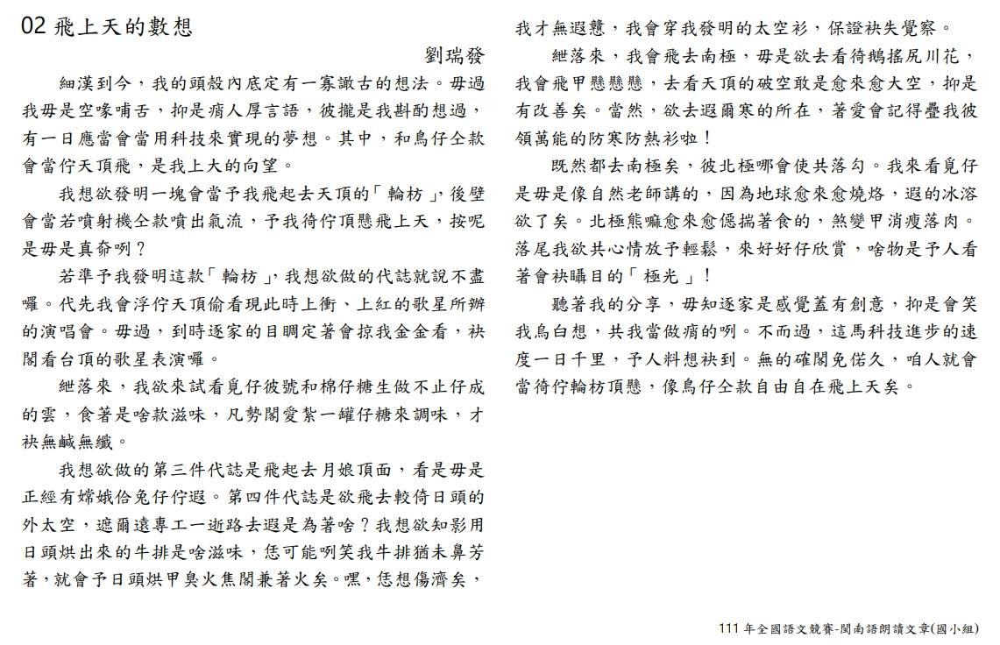 02 飛上天的數想
劉瑞發
細漢到今，我的頭殼內底定有一寡譀古的想法。毋過
我毋是空喙哺舌，抑是痟人厚言語，彼攏是我斟酌想過，
有一日應當會當用科技來實現的夢想。其中，和鳥仔仝款
會當佇天頂飛，是我上大的向望。
我想欲發明一塊會當予我飛起去天頂的「輪枋」，後壁
會當若噴射機仝款噴出氣流，予我徛佇頂懸飛上天，按呢
是毋是真奅咧？
若準予我發明這款「輪枋」，我想欲做的代誌就說不盡
囉。代先我會浮佇天頂偷看現此時上衝、上紅的歌星所辦
的演唱會。毋過，到時逐家的目睭定著會掠我金金看，袂
閣看台頂的歌星表演囉。
紲落來，我欲來試看覓仔彼號和棉仔糖生做不止仔成
的雲，食著是啥款滋味，凡勢閣愛紮一罐仔糖來調味，才
袂無鹹無纖。
我想欲做的第三件代誌是飛起去月娘頂面，看是毋是
正經有嫦娥佮兔仔佇遐。第四件代誌是欲飛去較倚日頭的
外太空，遮爾遠專工一逝路去遐是為著啥？我想欲知影用
日頭烘出來的牛排是啥滋味，恁可能咧笑我牛排猶未鼻芳
著，就會予日頭烘甲臭火焦閣兼著火矣。嘿，恁想傷濟矣，
我才無遐戇，我會穿我發明的太空衫，保證袂失覺察。
紲落來，我會飛去南極，毋是欲去看徛鵝搖尻川花，
我會飛甲懸懸懸，去看天頂的破空敢是愈來愈大空，抑是
有改善矣。當然，欲去遐爾寒的所在，著愛會記得疊我彼
領萬能的防寒防熱衫啦！
既然都去南極矣，彼北極哪會使共落勾。我來看覓仔
是毋是像自然老師講的，因為地球愈來愈燒烙，遐的冰溶
欲了矣。北極熊嘛愈來愈僫揣著食的，煞變甲消瘦落肉。
落尾我欲共心情放予輕鬆，來好好仔欣賞，啥物是予人看
著會袂矚目的「極光」！
聽著我的分享，毋知逐家是感覺蓋有創意，抑是會笑
我烏白想，共我當做痟的咧。不而過，這馬科技進步的速
度一日千里，予人料想袂到。無的確閣免偌久，咱人就會
當徛佇輪枋頂懸，像鳥仔仝款自由自在飛上天矣。
111 年全國語文競賽-閩南語朗讀文章(國小組)